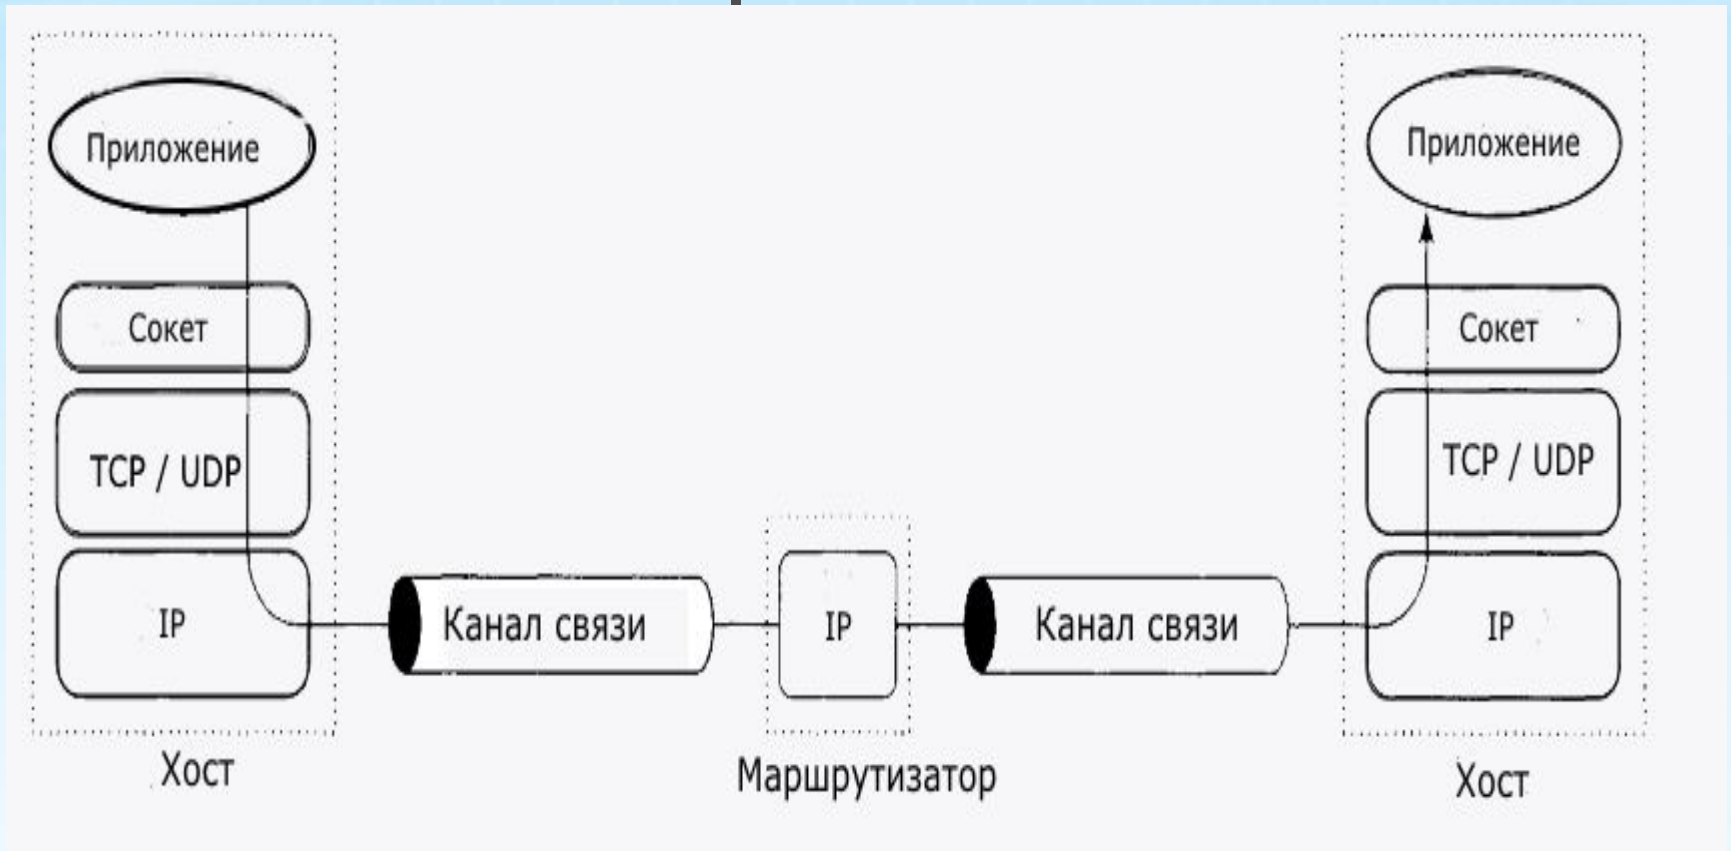 Приложение
Приложение
Сокет
Сокет
TCP / UDP
TCP / UDP
IP
Канал связи
IP
Канал связи
IP
Хост
Маршрутизатор
Хост